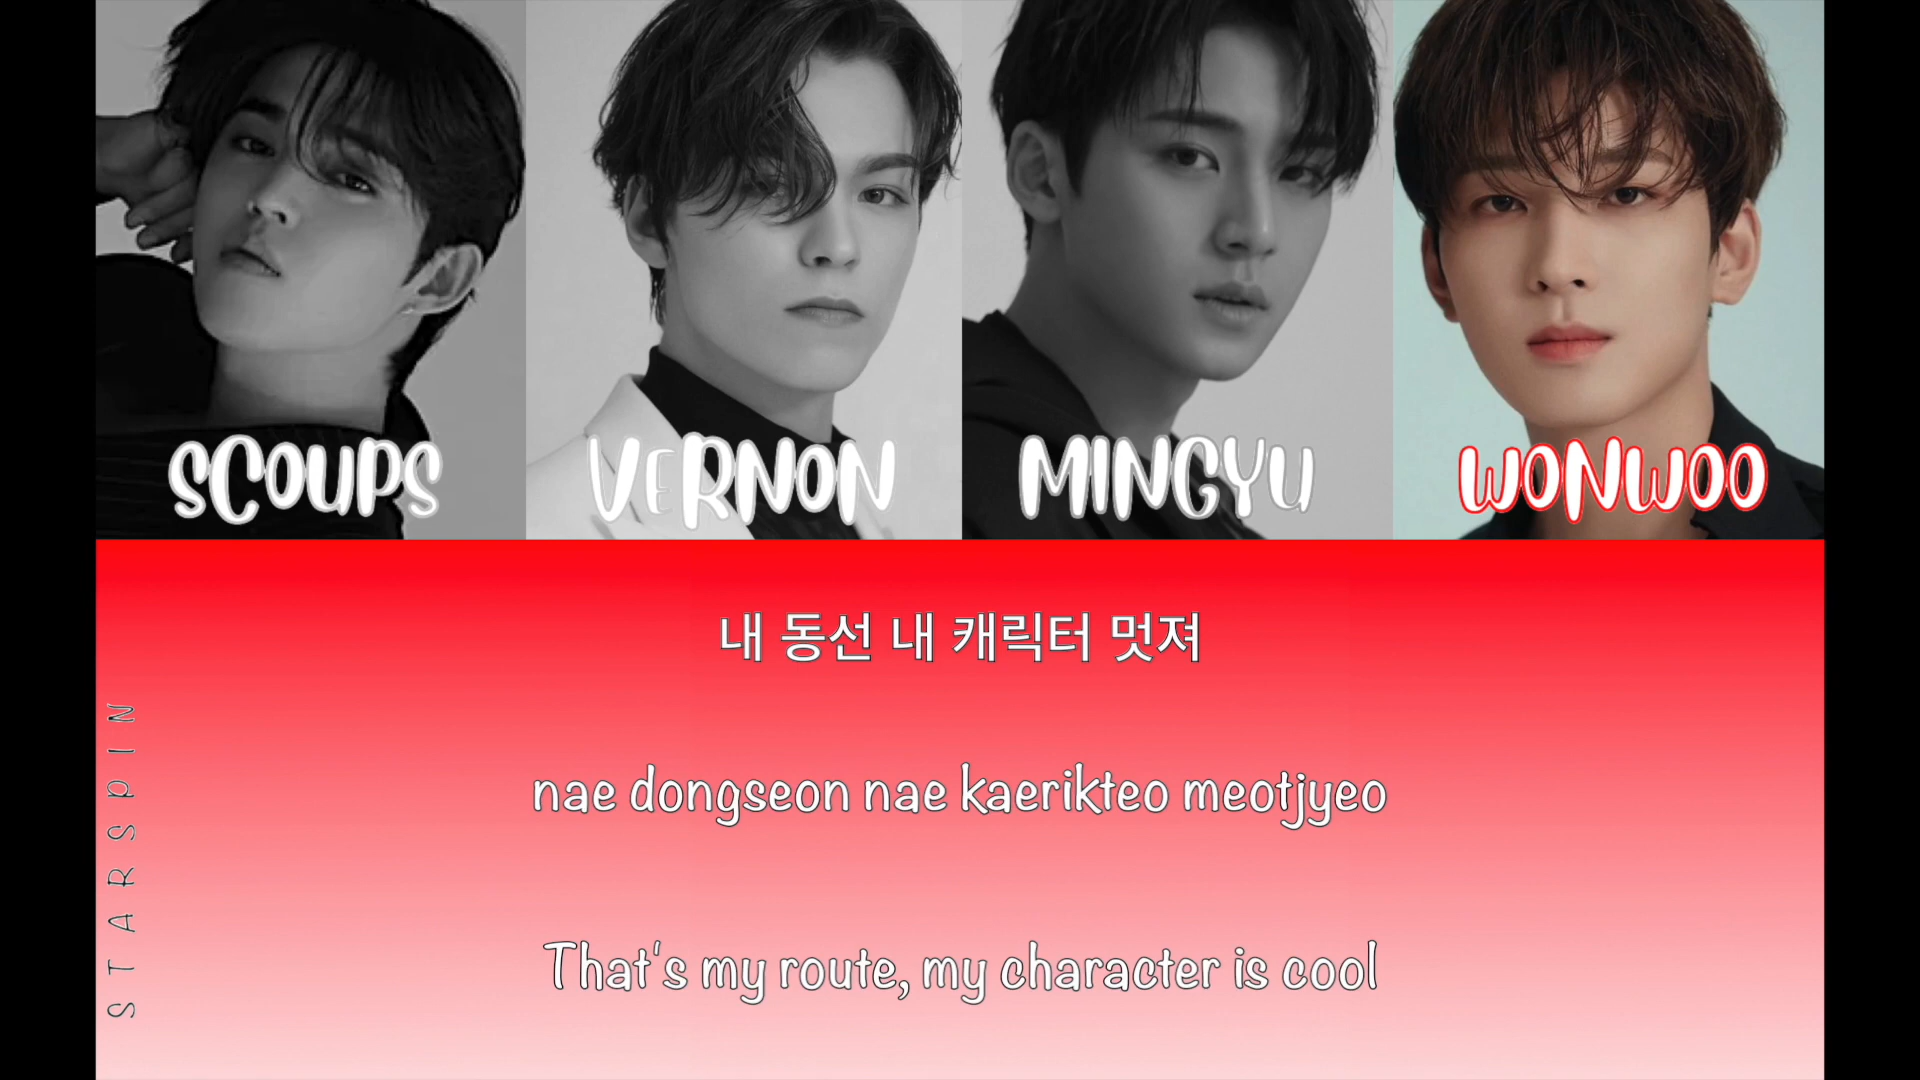 SCOUPS
VERNON
MINGYU
WONWOO
내 동선 내 캐릭터 멋져
nae dongseon nae kaerikteo meotjyeo
That's my route, my character is cool
STARSPIN